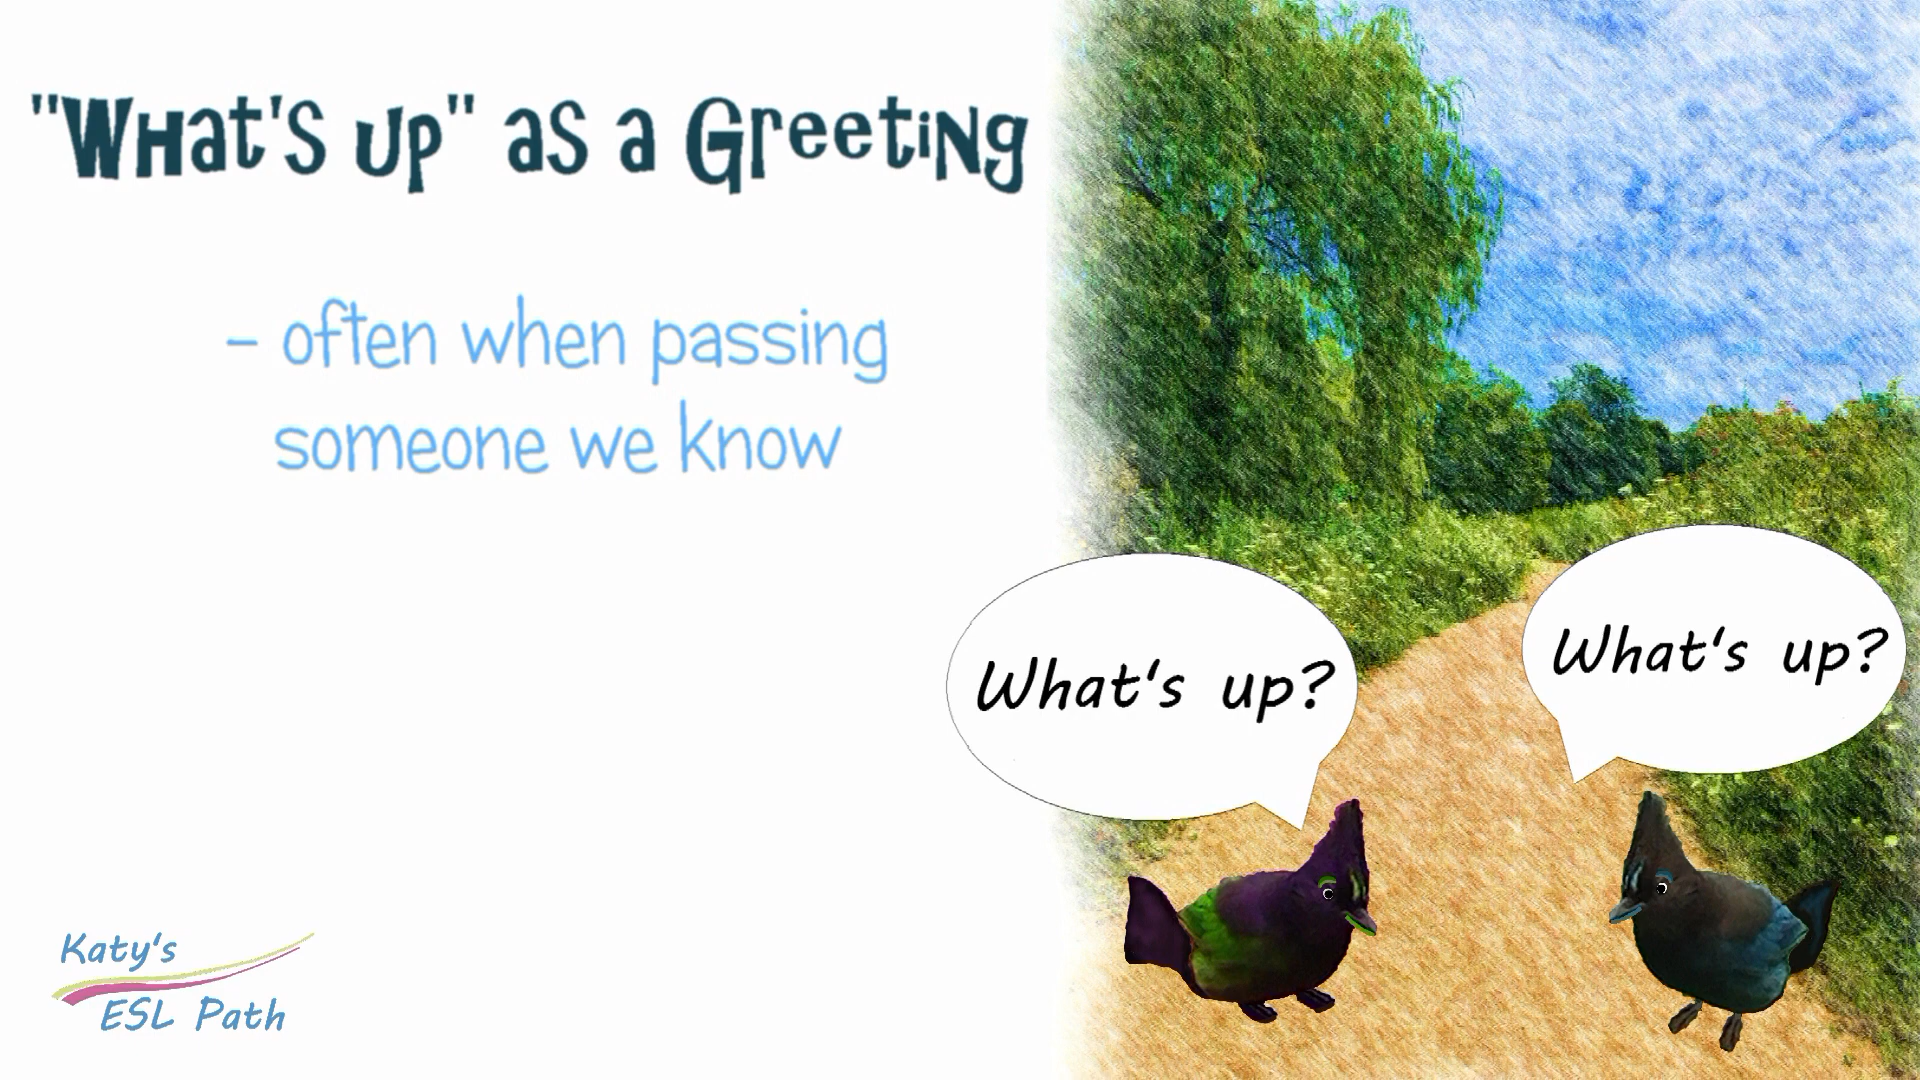 "What's up" as a Greeting
- often when passing
someone we know
What's up?
What's up?
Katy's
ESL Path